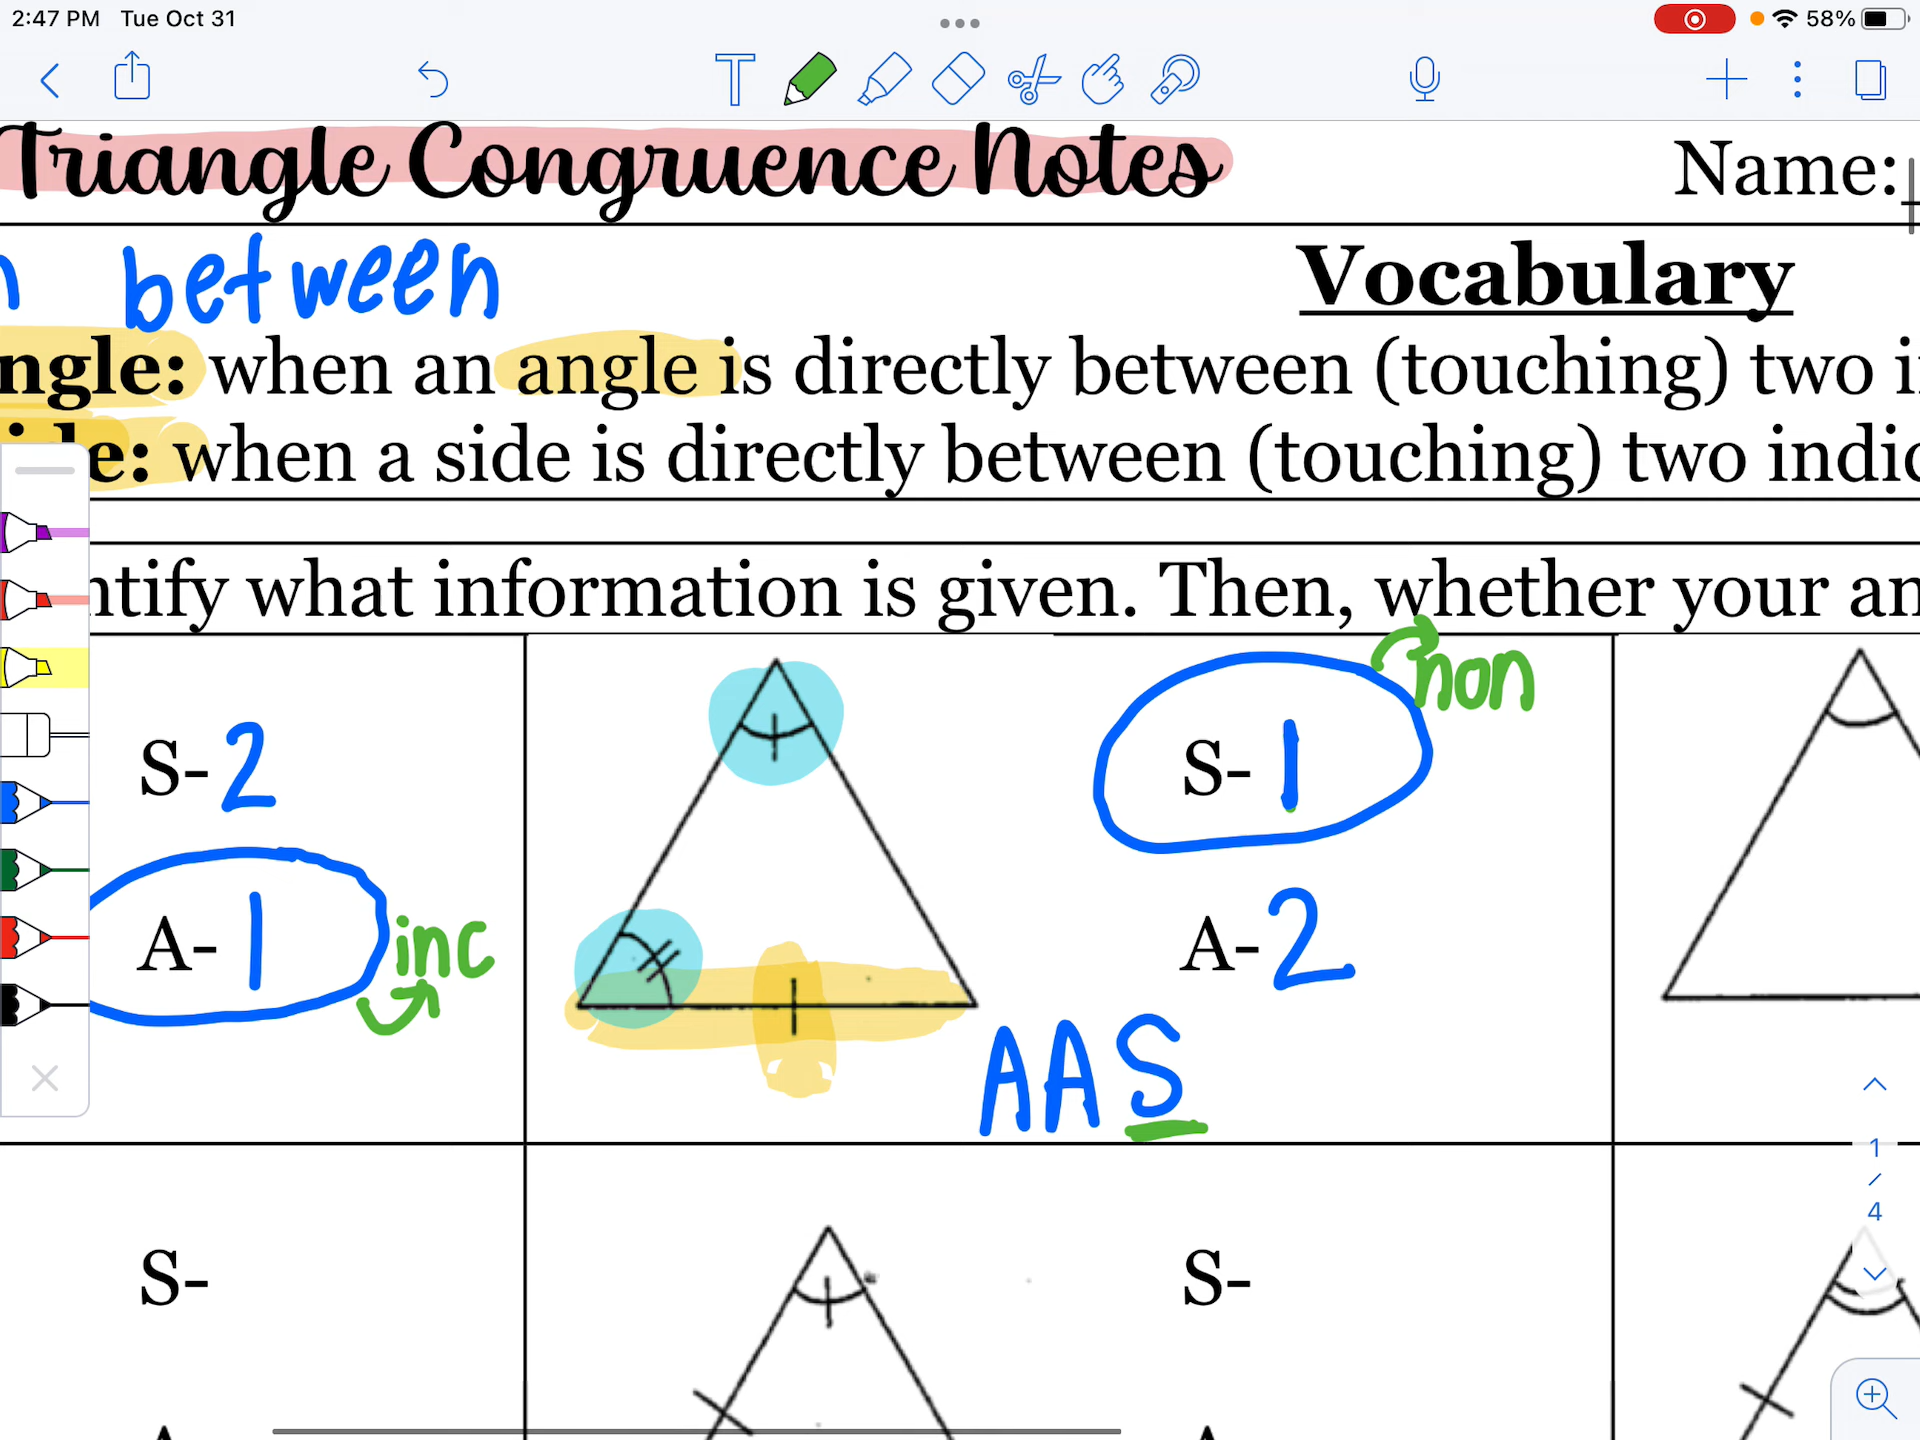 2:47 PM Tue Oct 31
58%
Triangle Congruence Notes
Name:
between
Vocabulary
ngle: when an angle is directly between (touching) two i
e: when a side is directly between (touching) two indic
ntify what information is given. Then, whether your an
non
S- 2
S- 1
A- 1
inc
A- 2
AAS
1
/
4
S-
S-